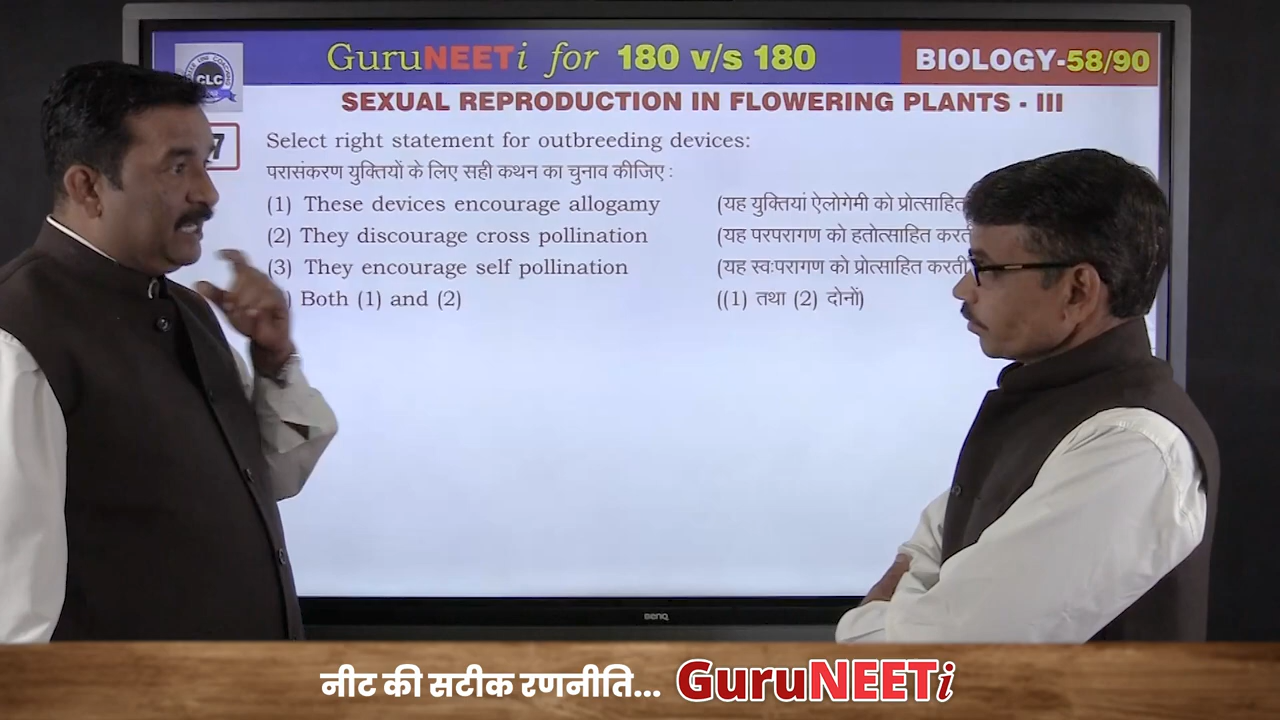 GuruNEETi for 180 v/s 180
BIOLOGY-58/90
CLC
SEXUAL REPRODUCTION IN FLOWERING PLANTS - III
7
Select right statement for outbreeding devices:
परासंकरण युक्तियों के लिए सही कथन का चुनाव कीजिए :
(1) These devices encourage allogamy (यह युक्तियां ऐलोगेमी को प्रोत्साहित
(2) They discourage cross pollination (यह परपरागण को हतोत्साहित करत
(3) They encourage self pollination (यह स्व:परागण को प्रोत्साहित करती
) Both (1) and (2) ((1) तथा (2) दोनों)
BenQ
नीट की सटीक रणनीति... GuruNEETi